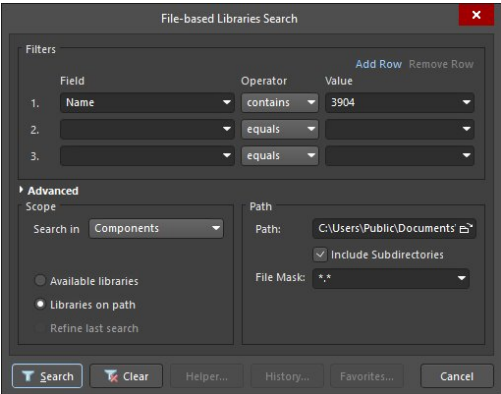 File-based Libraries Search
Filters
Add Row Remove Row
Field Operator Value
1. Name contains 3904
2. equals
3. equals
Advanced
Scope
Search in Components
Available libraries
Libraries on path
Refine last search
Path
Path: C:\Users\Public\Documents\
Include Subdirectories
File Mask: *.*
Search Clear Helper... History... Favorites... Cancel